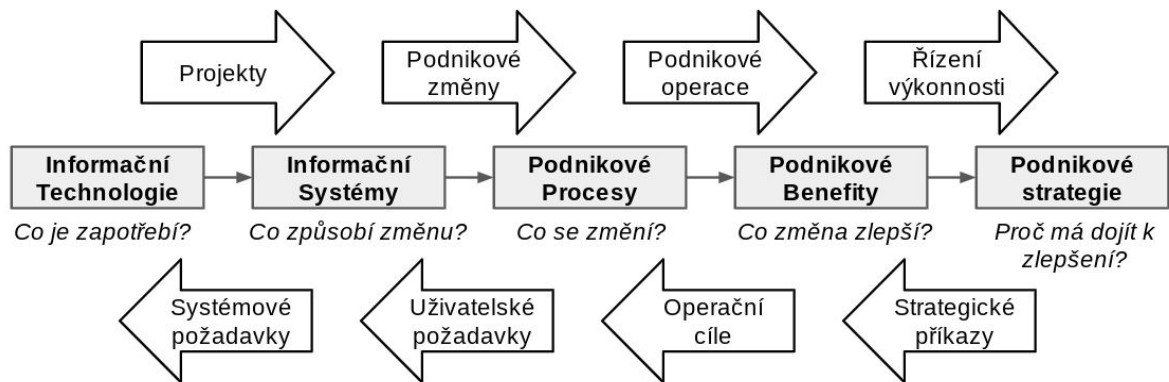 Projekty
Podnikové
změny
Podnikové
operace
Řízení
výkonnosti
Informační
Technologie
Informační
Systémy
Podnikové
Procesy
Podnikové
Benefity
Podnikové
strategie
Co je zapotřebí?
Co způsobí změnu?
Co se změní?
Co změna zlepší?
Proč má dojít k
zlepšení?
Systémové
požadavky
Uživatelské
požadavky
Operační
cíle
Strategické
příkazy